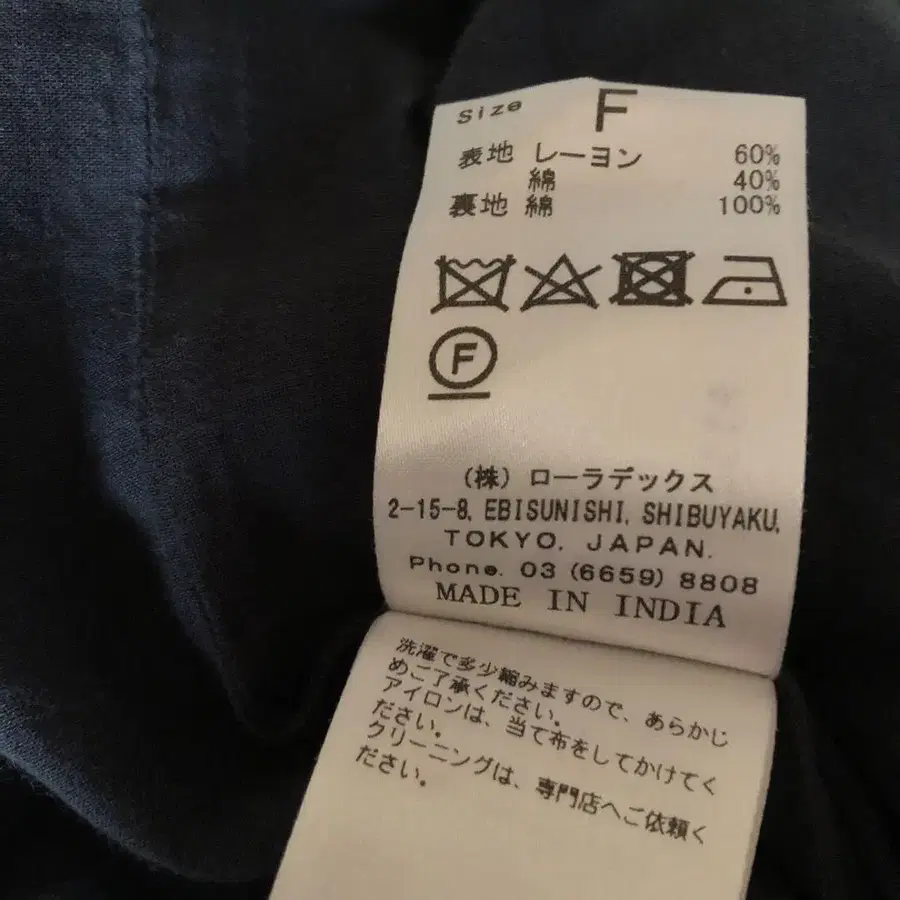 Size F
表地 レーヨン 60%
綿 40%
裏地 綿 100%
F
(株) ローラデックス
2-15-8, EBISUNISHI, SHIBUYAKU,
TOKYO, JAPAN.
Phone. 03 (6659) 8808
MADE IN INDIA
洗濯で多少縮みますので、あらかじ
めご了承ください。
アイロンは、当て布をしてかけてく
ださい。
クリーニングは、専門店へご依頼く
ださい。